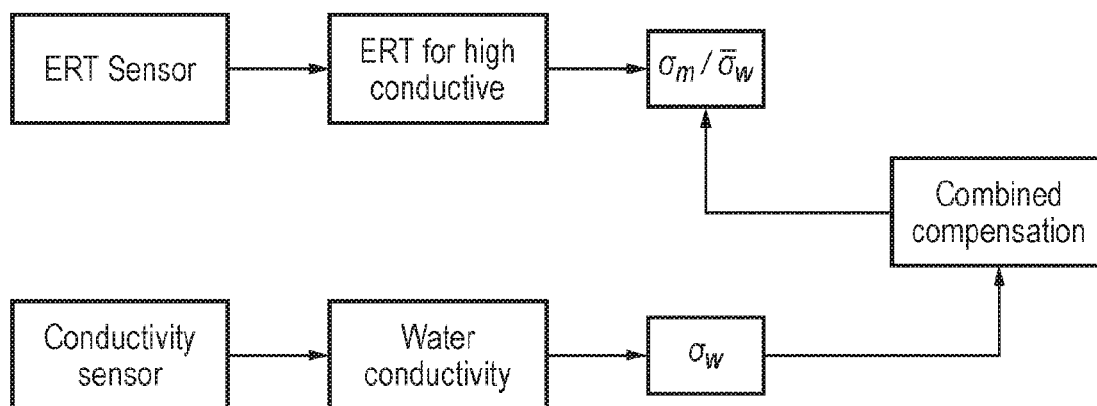 ERT Sensor
ERT for high
conductive
σm / σ̅w
Combined
compensation
Conductivity
sensor
Water
conductivity
σw